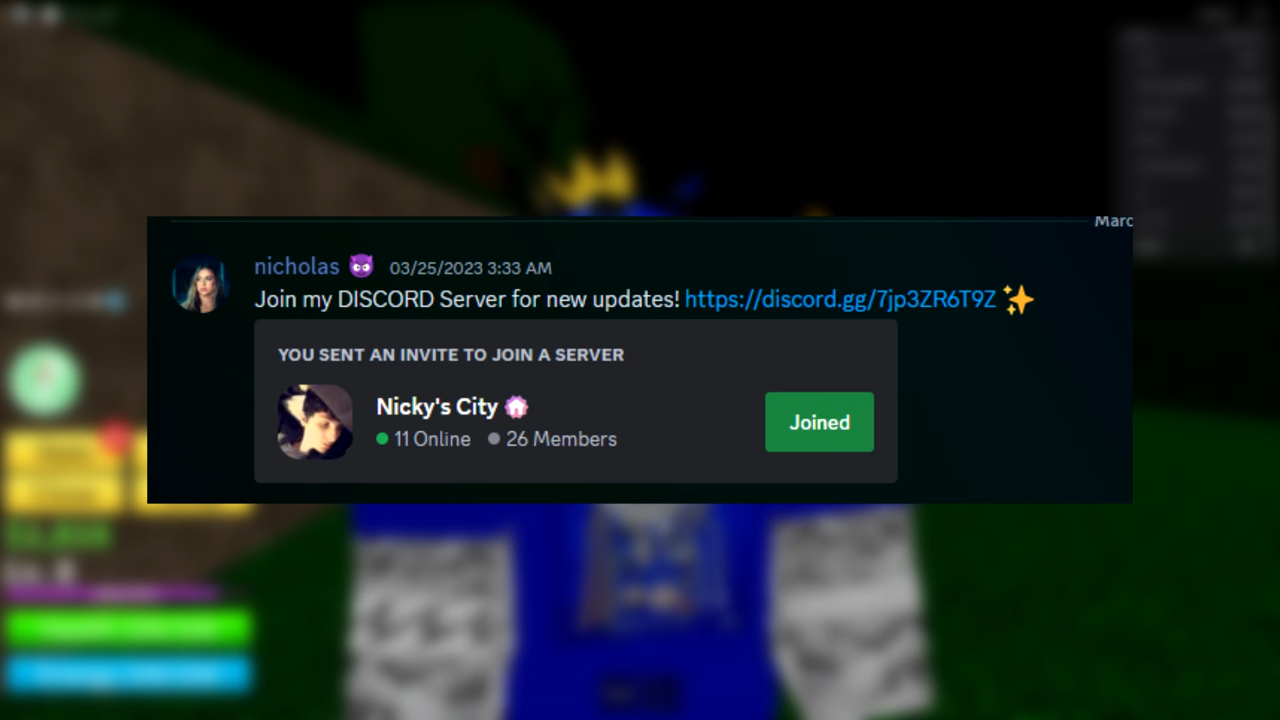 Marc
nicholas 😈 03/25/2023 3:33 AM
Join my DISCORD Server for new updates! https://discord.gg/7jp3ZR6T9Z ✨
YOU SENT AN INVITE TO JOIN A SERVER
Nicky's City
11 Online 26 Members
Joined